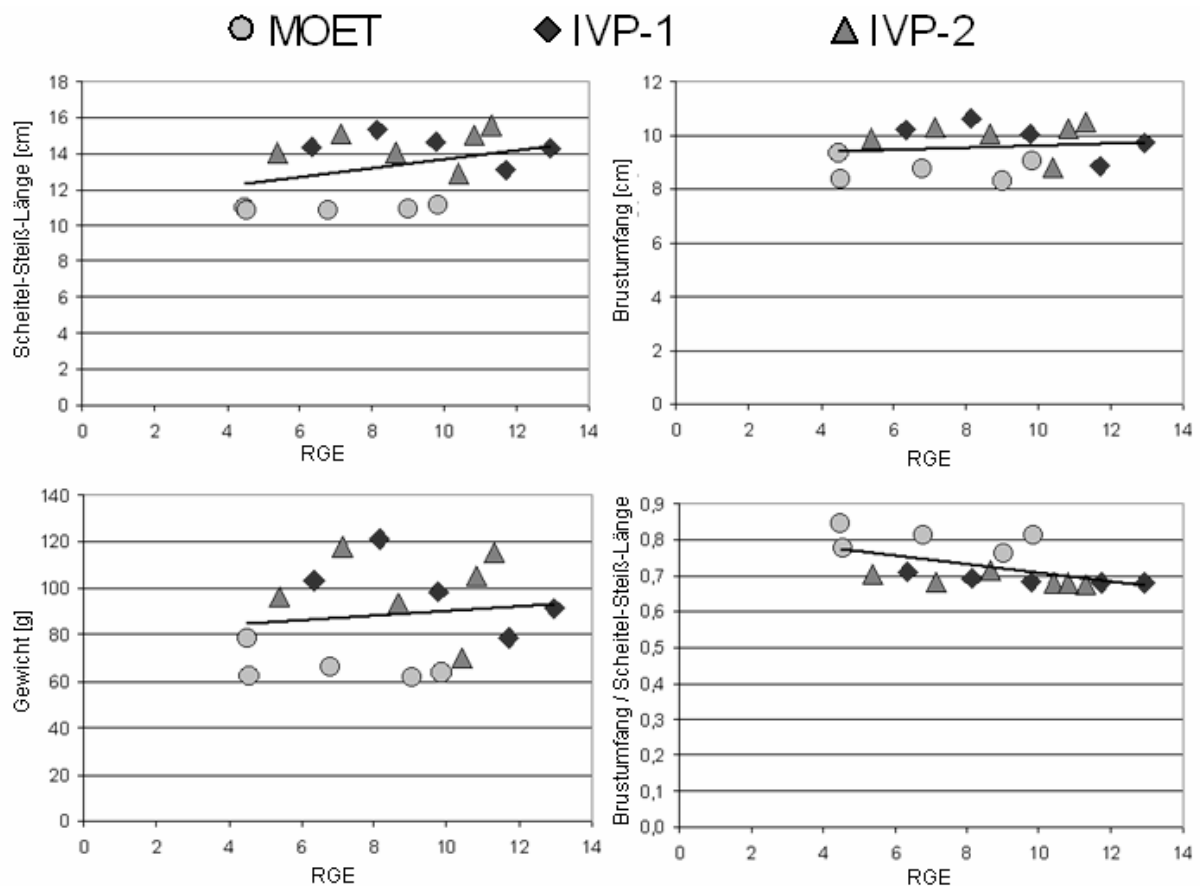 MOET IVP-1 IVP-2
Scheitel-Steiß-Länge [cm]
18
16
14
12
10
8
6
4
2
0
0 2 4 6 8 10 12 14
RGE
Brustumfang [cm]
12
10
8
6
4
2
0
0 2 4 6 8 10 12 14
RGE
Gewicht [g]
140
120
100
80
60
40
20
0
0 2 4 6 8 10 12 14
RGE
Brustumfang / Scheitel-Steiß-Länge
0,9
0,8
0,7
0,6
0,5
0,4
0,3
0,2
0,1
0,0
0 2 4 6 8 10 12 14
RGE